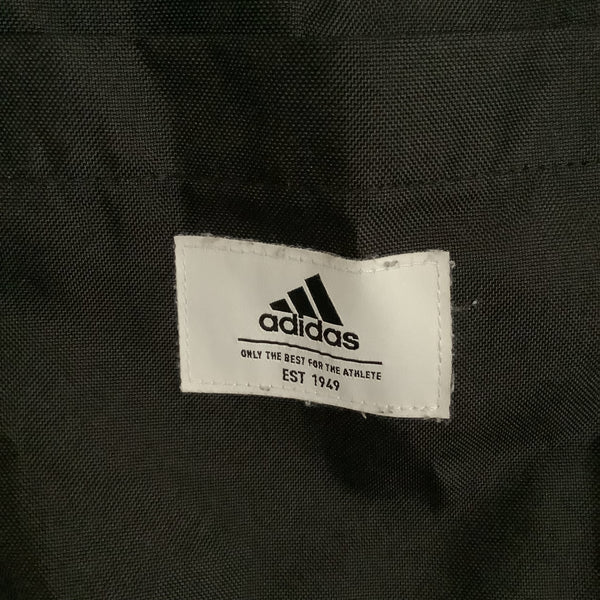 adidas
ONLY THE BEST FOR THE ATHLETE
EST 1949